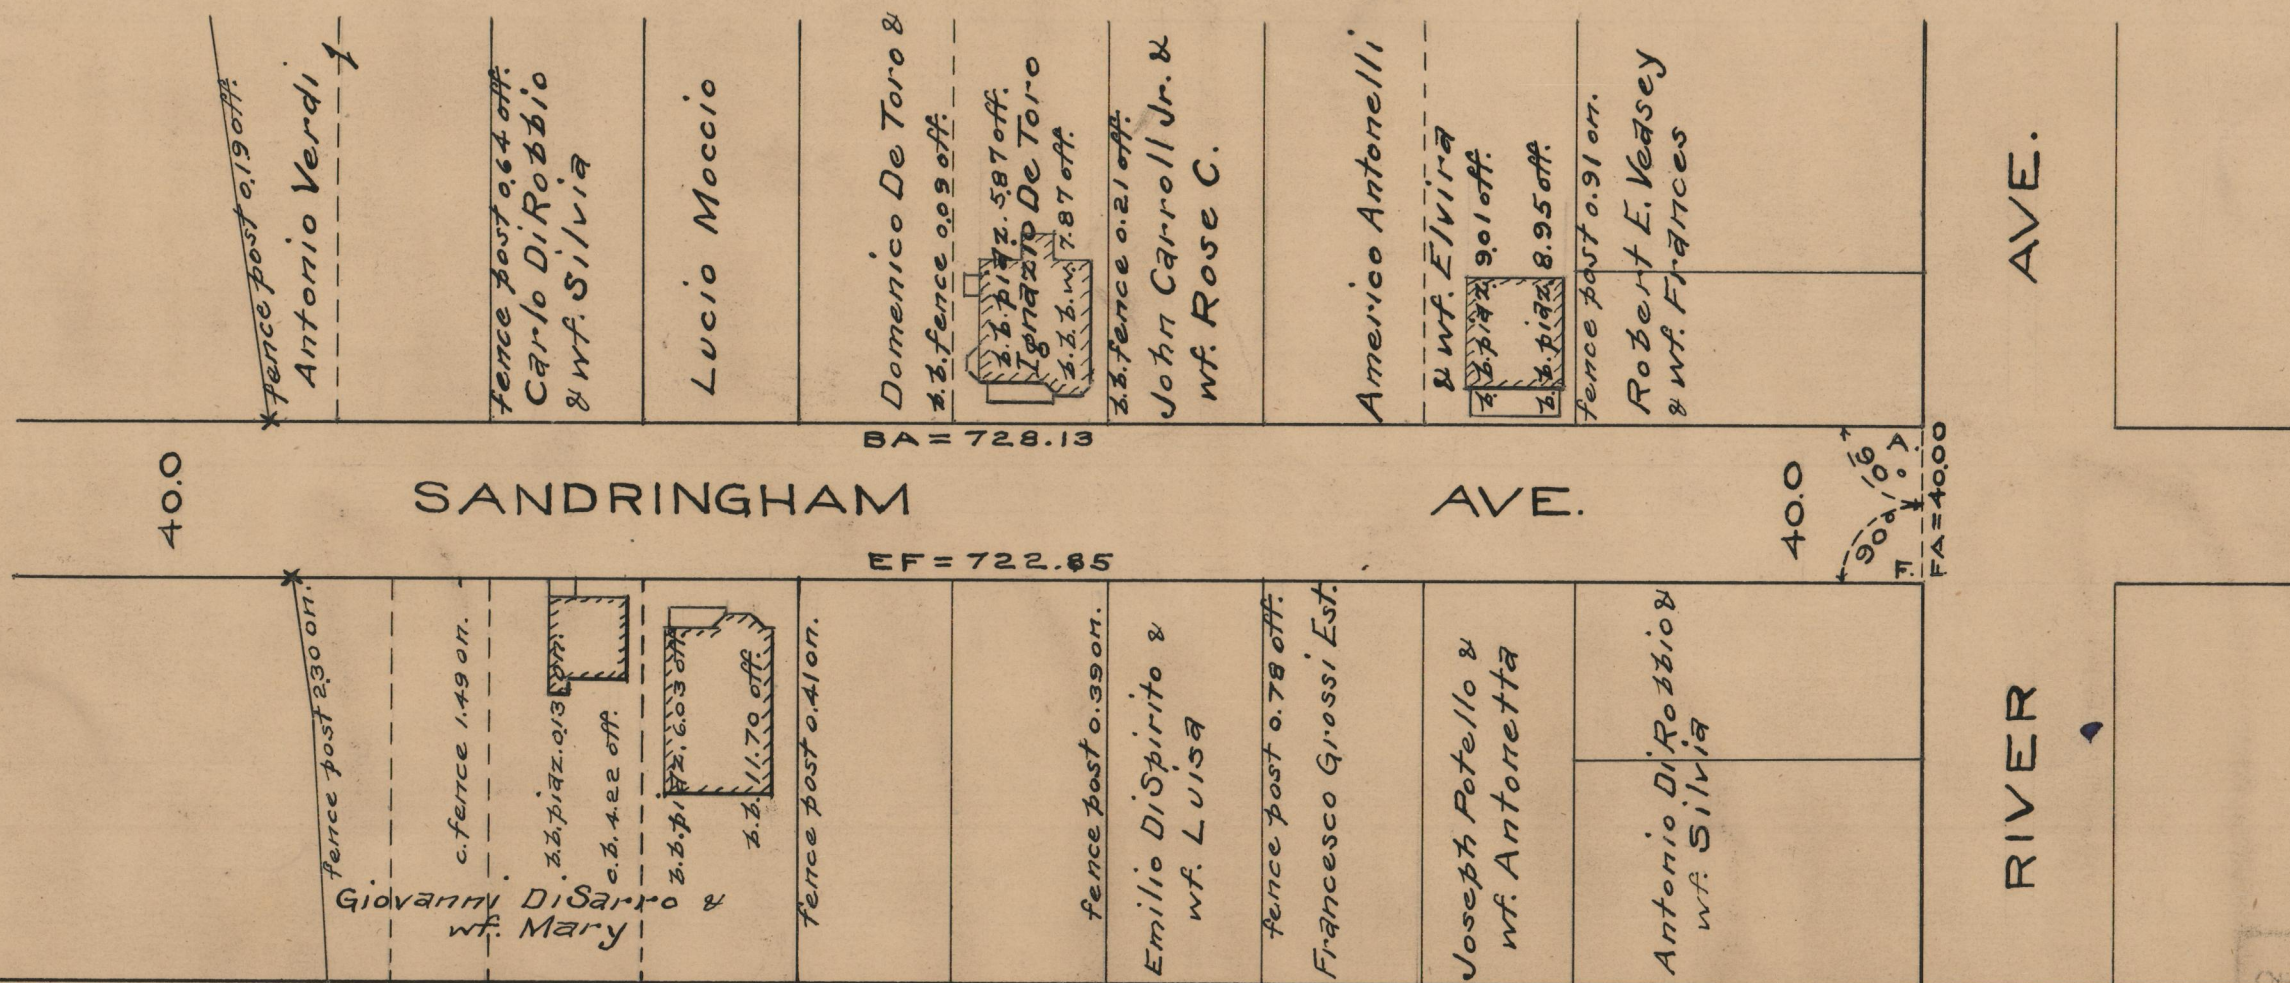 fence post 0.19 off.
Antonio Verdi
fence post 0.64 off.
Carlo DiRobbio
& wf. Silvia
Lucio Moccio
Domenico De Toro &
b.b. fence 0.09 off.
b.b. piaz. 5.87 off.
Ignazio De Toro
b.b.w. 7.87 off.
b.b. fence 0.21 off.
John Carroll Jr. &
wf. Rose C.
Americo Antonelli
& wf. Elvira
b.b. piaz. 9.01 off.
b.b. piaz. 8.95 off.
fence post 0.91 on.
Robert E. Veasey
& wf. Frances
AVE.
BA = 728.13
40.0
SANDRINGHAM AVE.
40.0
A
F.
FA = 40.00
EF = 722.85
fence post 2.30 on.
c. fence 1.49 on.
b.b. piaz. 0.13 on.
c.b. 4.22 off.
b.b. piaz. 6.03 off.
b.b. 11.70 off.
Giovanni DiSarro &
wf. Mary
fence post 0.41 on.
fence post 0.39 on.
Emilio DiSpirito &
wf. Luisa
fence post 0.78 off.
Francesco Grossi Est.
Joseph Potello &
wf. Antonetta
Antonio DiRobbio &
wf. Silvia
RIVER